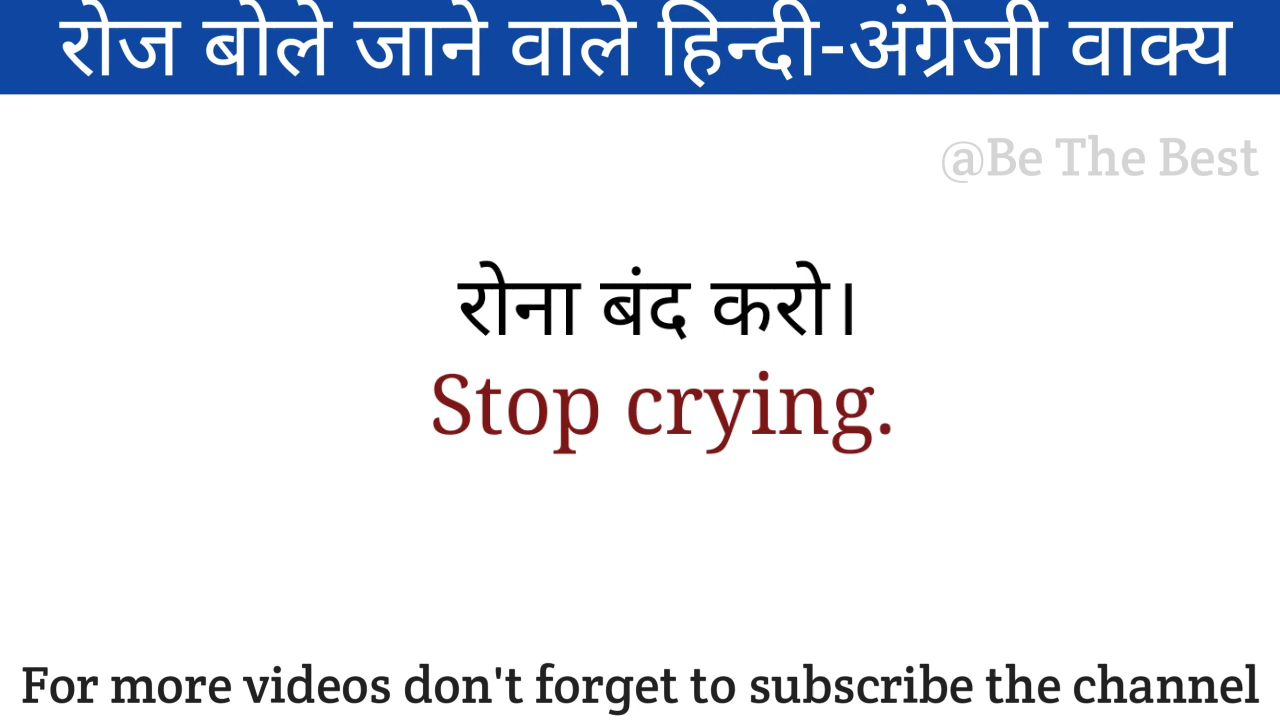 रोज बोले जाने वाले हिन्दी-अंग्रेजी वाक्य
@Be The Best
रोना बंद करो।
Stop crying.
For more videos don't forget to subscribe the channel